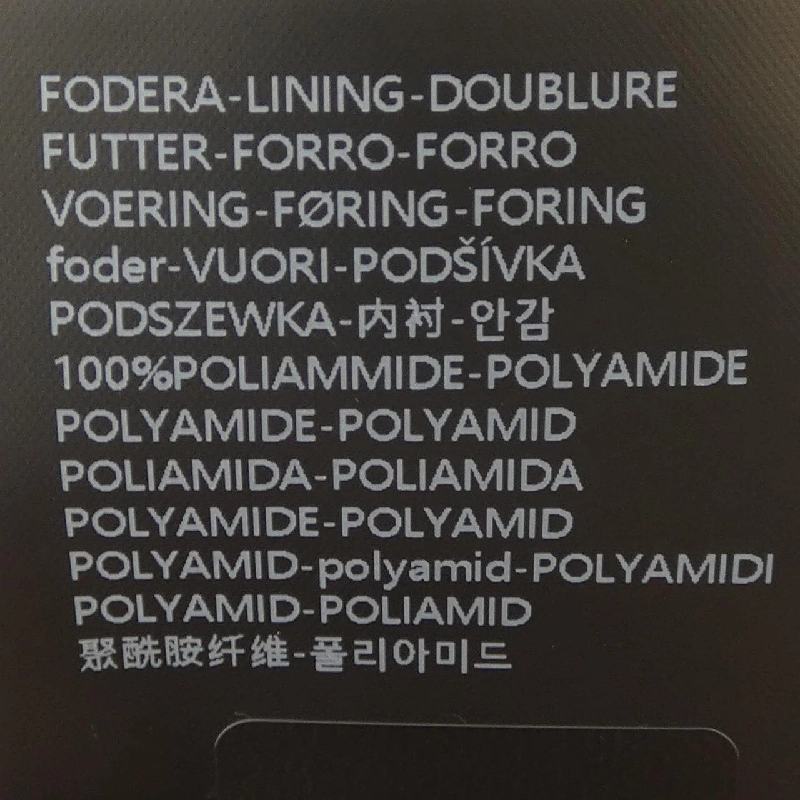 FODERA-LINING-DOUBLURE
FUTTER-FORRO-FORRO
VOERING-FØRING-FORING
foder-VUORI-PODŠÍVKA
PODSZEWKA-内衬-안감
100%POLIAMMIDE-POLYAMIDE
POLYAMIDE-POLYAMID
POLIAMIDA-POLIAMIDA
POLYAMIDE-POLYAMID
POLYAMID-polyamid-POLYAMIDI
POLYAMID-POLIAMID
聚酰胺纤维-폴리아미드